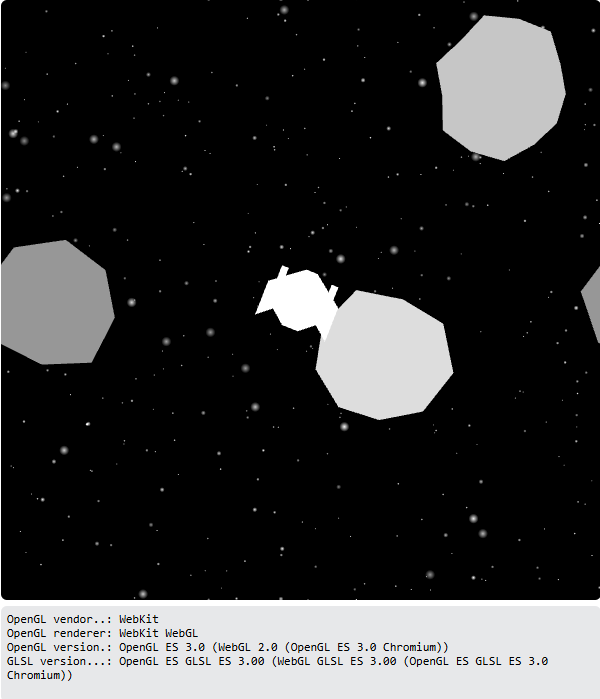 OpenGL vendor..: WebKit
OpenGL renderer: WebKit WebGL
OpenGL version.: OpenGL ES 3.0 (WebGL 2.0 (OpenGL ES 3.0 Chromium))
GLSL version...: OpenGL ES GLSL ES 3.00 (WebGL GLSL ES 3.00 (OpenGL ES GLSL ES 3.0
Chromium))